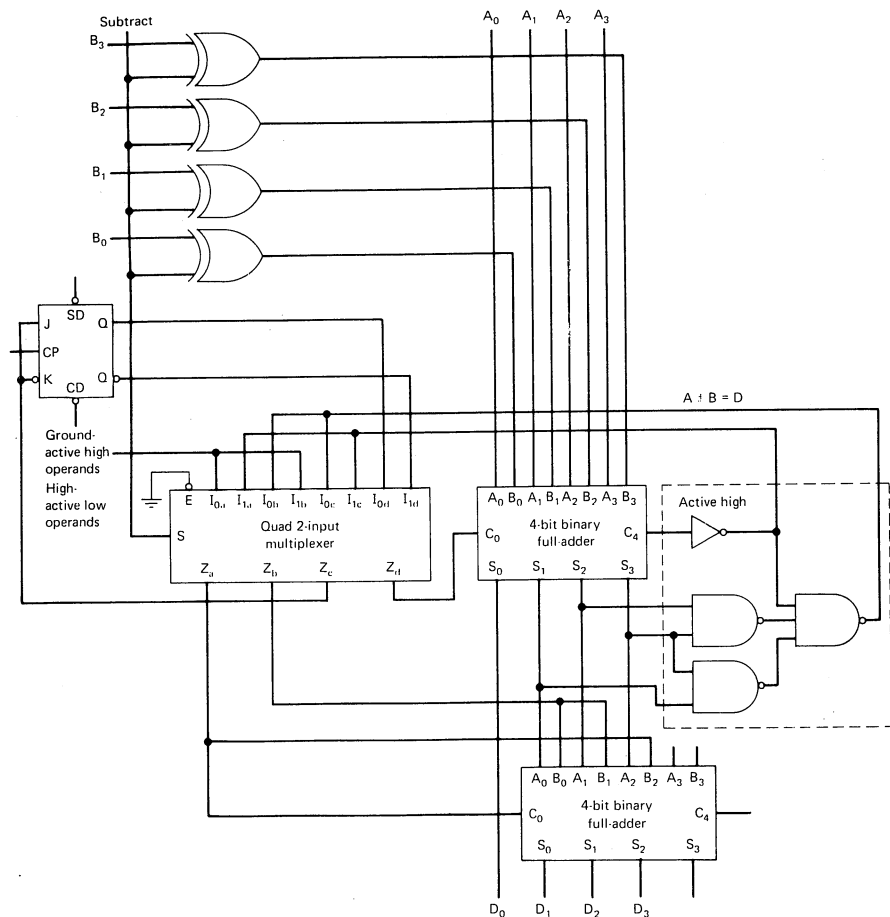 Subtract
A0 A1 A2 A3
B3
B2
B1
B0
SD
J Q
CP
K Q
CD
A + B = D
Ground-
active high
operands
High-
active low
operands
E I0a I1a I0b I1b I0c I1c I0d I1d
S
Quad 2-input
multiplexer
Za Zb Zc Zd
A0 B0 A1 B1 A2 B2 A3 B3
C0
4-bit binary
full-adder
C4
S0 S1 S2 S3
Active high
A0 B0 A1 B1 A2 B2 A3 B3
C0
4-bit binary
full-adder
C4
S0 S1 S2 S3
D0 D1 D2 D3